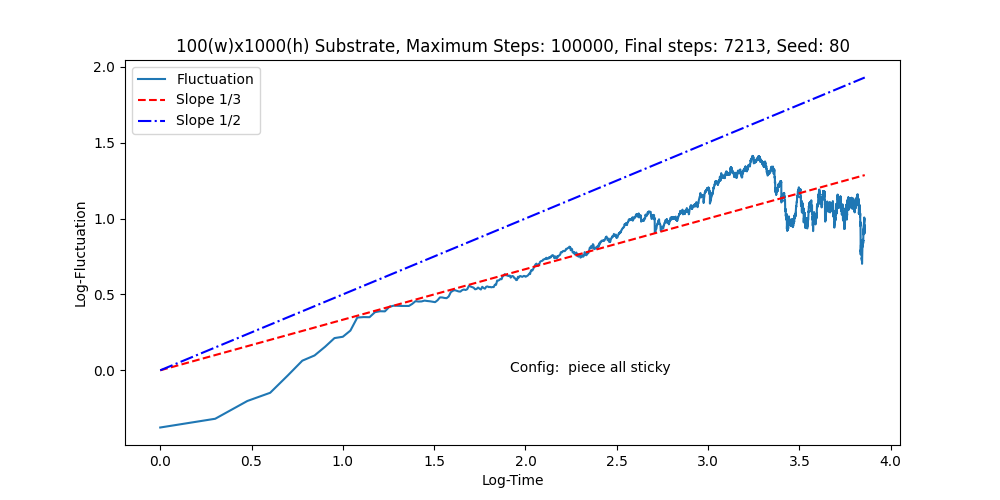 100(w)x1000(h) Substrate, Maximum Steps: 100000, Final steps: 7213, Seed: 80
Fluctuation
Slope 1/3
Slope 1/2
Log-Fluctuation
2.0
1.5
1.0
0.5
0.0
Config:  piece all sticky
0.0 0.5 1.0 1.5 2.0 2.5 3.0 3.5 4.0
Log-Time